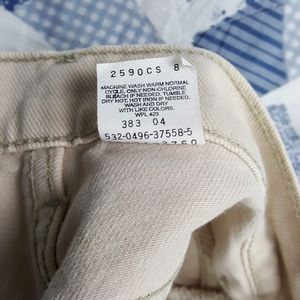 2590CS 8
MACHINE WASH WARM NORMAL
CYCLE. ONLY NON-CHLORINE
BLEACH IF NEEDED. TUMBLE
DRY HOT. HOT IRON IF NEEDED.
WASH AND DRY
WITH LIKE COLORS.
WPL 423
383 04
532-0496-37558-5